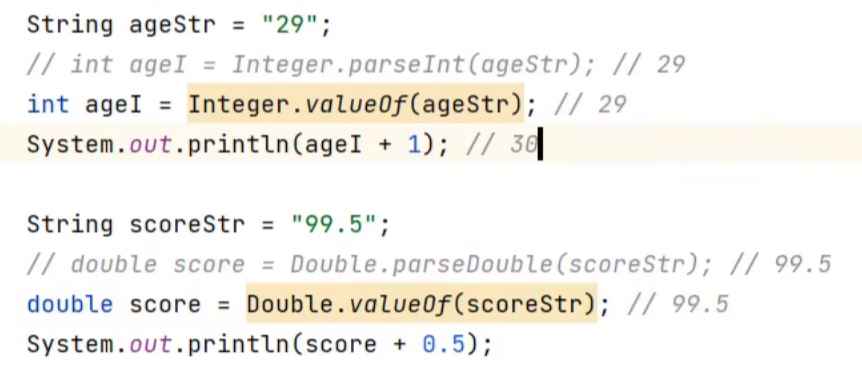 String ageStr = "29";
// int ageI = Integer.parseInt(ageStr); // 29
int ageI = Integer.valueOf(ageStr); // 29
System.out.println(ageI + 1); // 30
String scoreStr = "99.5";
// double score = Double.parseDouble(scoreStr); // 99.5
double score = Double.valueOf(scoreStr); // 99.5
System.out.println(score + 0.5);